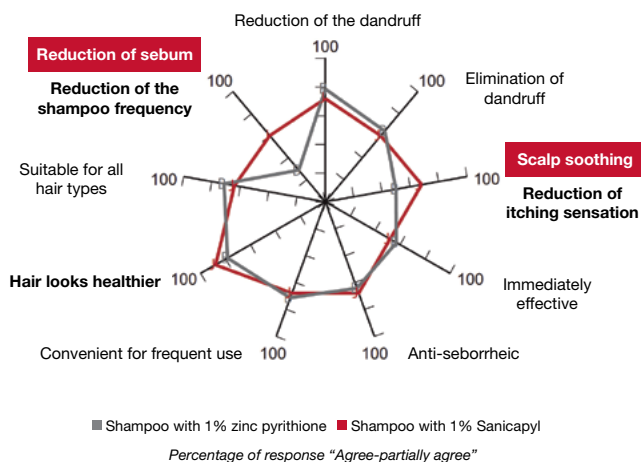 Reduction of the dandruff
100
Reduction of sebum
Reduction of the
shampoo frequency
100
100
Elimination of
dandruff
Suitable for all
hair types
100
100
Scalp soothing
Reduction of
itching sensation
Hair looks healthier
100
100
Immediately
effective
Convenient for frequent use
100
100
Anti-seborrheic
Shampoo with 1% zinc pyrithione
Shampoo with 1% Sanicapyl
Percentage of response “Agree-partially agree”